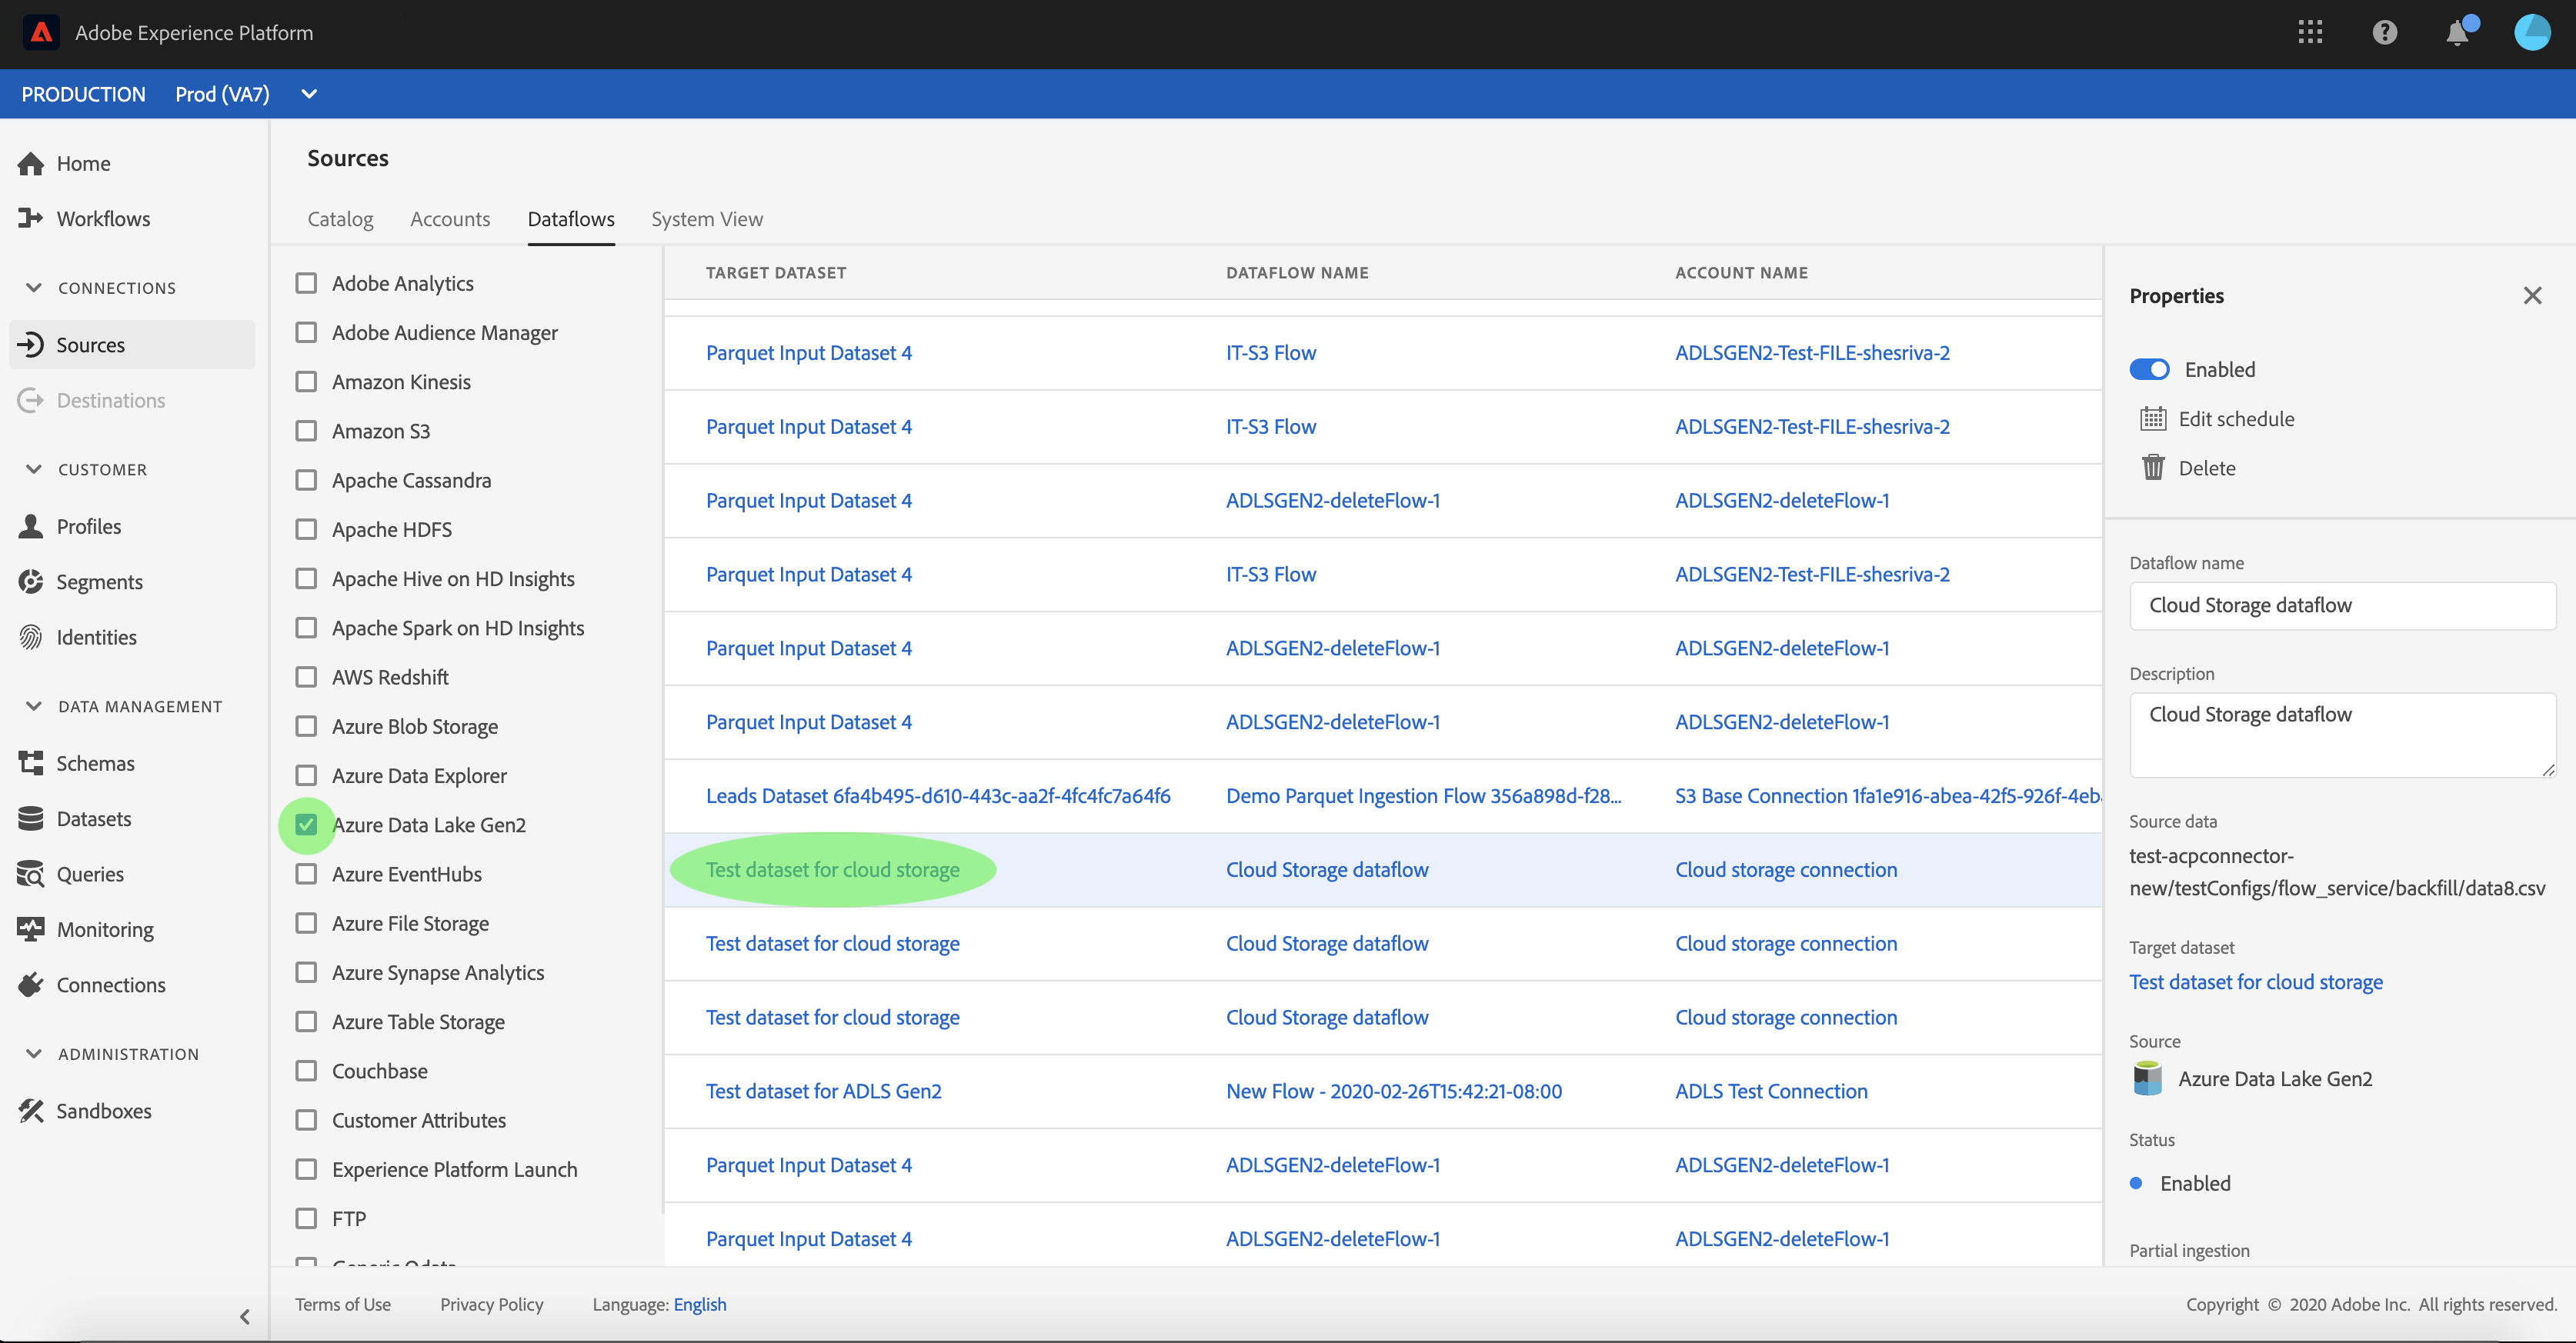 Adobe Experience Platform
PRODUCTION Prod (VA7)
Home
Workflows
CONNECTIONS
Sources
Destinations
CUSTOMER
Profiles
Segments
Identities
DATA MANAGEMENT
Schemas
Datasets
Queries
Monitoring
Connections
ADMINISTRATION
Sandboxes
Sources
Catalog Accounts Dataflows System View
Adobe Analytics
Adobe Audience Manager
Amazon Kinesis
Amazon S3
Apache Cassandra
Apache HDFS
Apache Hive on HD Insights
Apache Spark on HD Insights
AWS Redshift
Azure Blob Storage
Azure Data Explorer
Azure Data Lake Gen2
Azure EventHubs
Azure File Storage
Azure Synapse Analytics
Azure Table Storage
Couchbase
Customer Attributes
Experience Platform Launch
FTP
TARGET DATASET DATAFLOW NAME ACCOUNT NAME
Parquet Input Dataset 4 IT-S3 Flow ADLSGEN2-Test-FILE-shesriva-2
Parquet Input Dataset 4 IT-S3 Flow ADLSGEN2-Test-FILE-shesriva-2
Parquet Input Dataset 4 ADLSGEN2-deleteFlow-1 ADLSGEN2-deleteFlow-1
Parquet Input Dataset 4 IT-S3 Flow ADLSGEN2-Test-FILE-shesriva-2
Parquet Input Dataset 4 ADLSGEN2-deleteFlow-1 ADLSGEN2-deleteFlow-1
Parquet Input Dataset 4 ADLSGEN2-deleteFlow-1 ADLSGEN2-deleteFlow-1
Leads Dataset 6fa4b495-d610-443c-aa2f-4fc4fc7a64f6 Demo Parquet Ingestion Flow 356a898d-f28... S3 Base Connection 1fa1e916-abea-42f5-926f-4eb
Test dataset for cloud storage Cloud Storage dataflow Cloud storage connection
Test dataset for cloud storage Cloud Storage dataflow Cloud storage connection
Test dataset for cloud storage Cloud Storage dataflow Cloud storage connection
Test dataset for ADLS Gen2 New Flow - 2020-02-26T15:42:21-08:00 ADLS Test Connection
Parquet Input Dataset 4 ADLSGEN2-deleteFlow-1 ADLSGEN2-deleteFlow-1
Parquet Input Dataset 4 ADLSGEN2-deleteFlow-1 ADLSGEN2-deleteFlow-1
Properties
Enabled
Edit schedule
Delete
Dataflow name
Cloud Storage dataflow
Description
Cloud Storage dataflow
Source data
test-acpconnector-
new/testConfigs/flow_service/backfill/data8.csv
Target dataset
Test dataset for cloud storage
Source
Azure Data Lake Gen2
Status
Enabled
Partial ingestion
Terms of Use Privacy Policy Language: English
Copyright © 2020 Adobe Inc. All rights reserved.